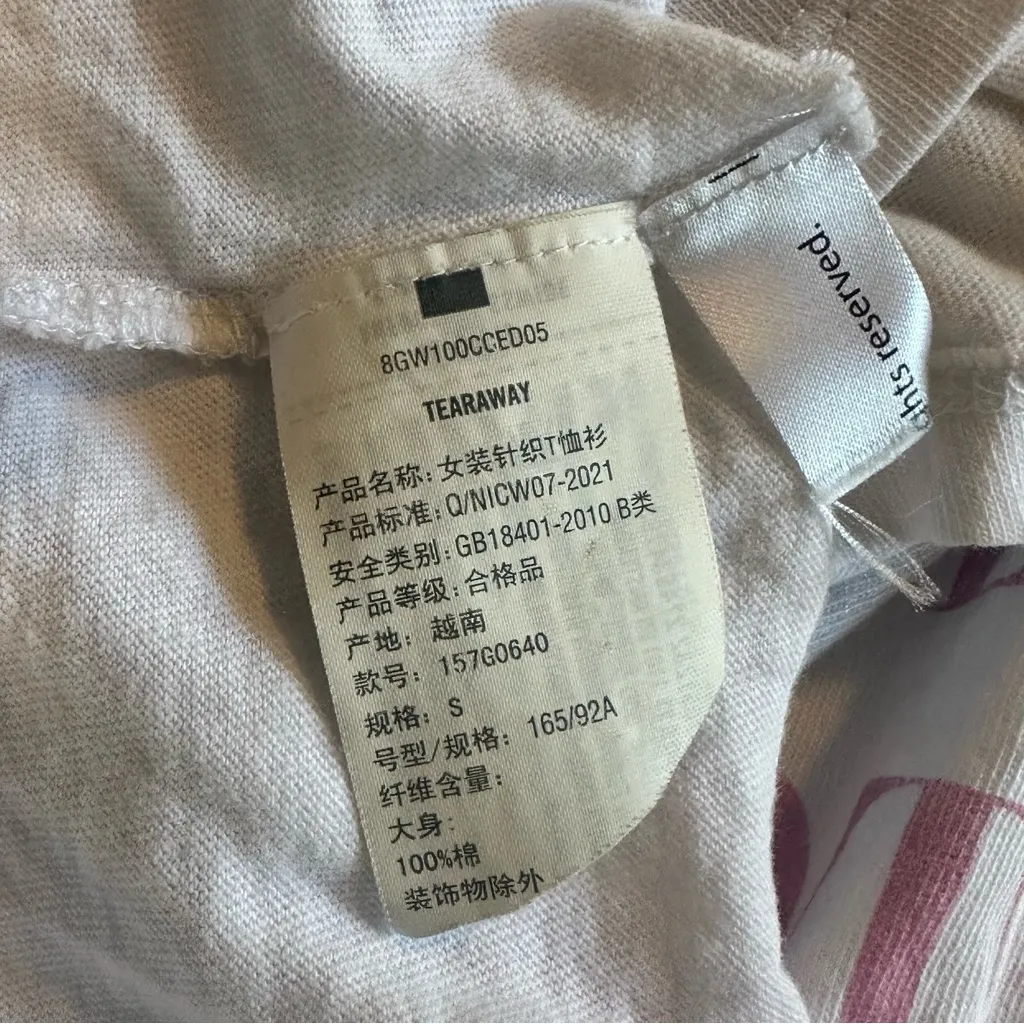 8GW100CCED05
TEARAWAY
产品名称: 女装针织T恤衫
产品标准: Q/NICW07-2021
安全类别: GB18401-2010 B类
产品等级: 合格品
产地: 越南
款号: 157G0640
规格: S
号型/规格: 165/92A
纤维含量:
大身:
100%棉
装饰物除外
ghts reserved.